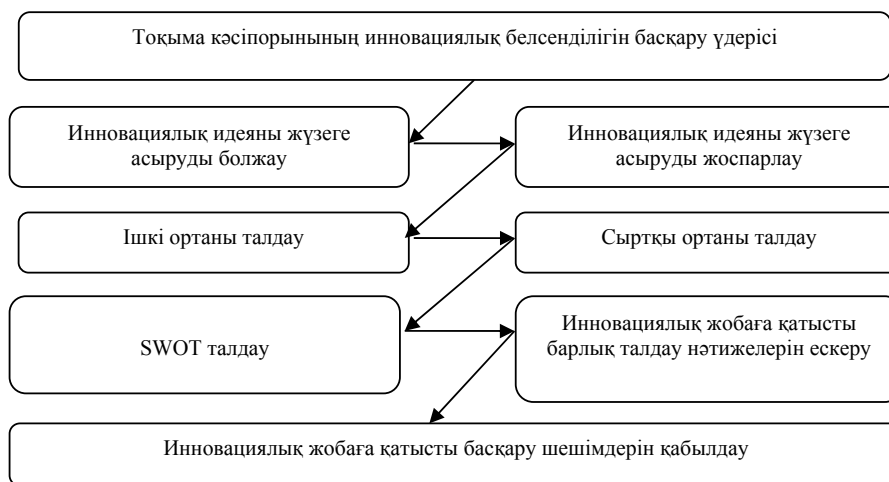 Тоқыма кәсіпорынының инновациялық белсенділігін басқару үдерісі
Инновациялық идеяны жүзеге
асыруды болжау
Инновациялық идеяны жүзеге
асыруды жоспарлау
Ішкі ортаны талдау
Сыртқы ортаны талдау
SWOT талдау
Инновациялық жобаға қатысты
барлық талдау нәтижелерін ескеру
Инновациялық жобаға қатысты басқару шешімдерін қабылдау